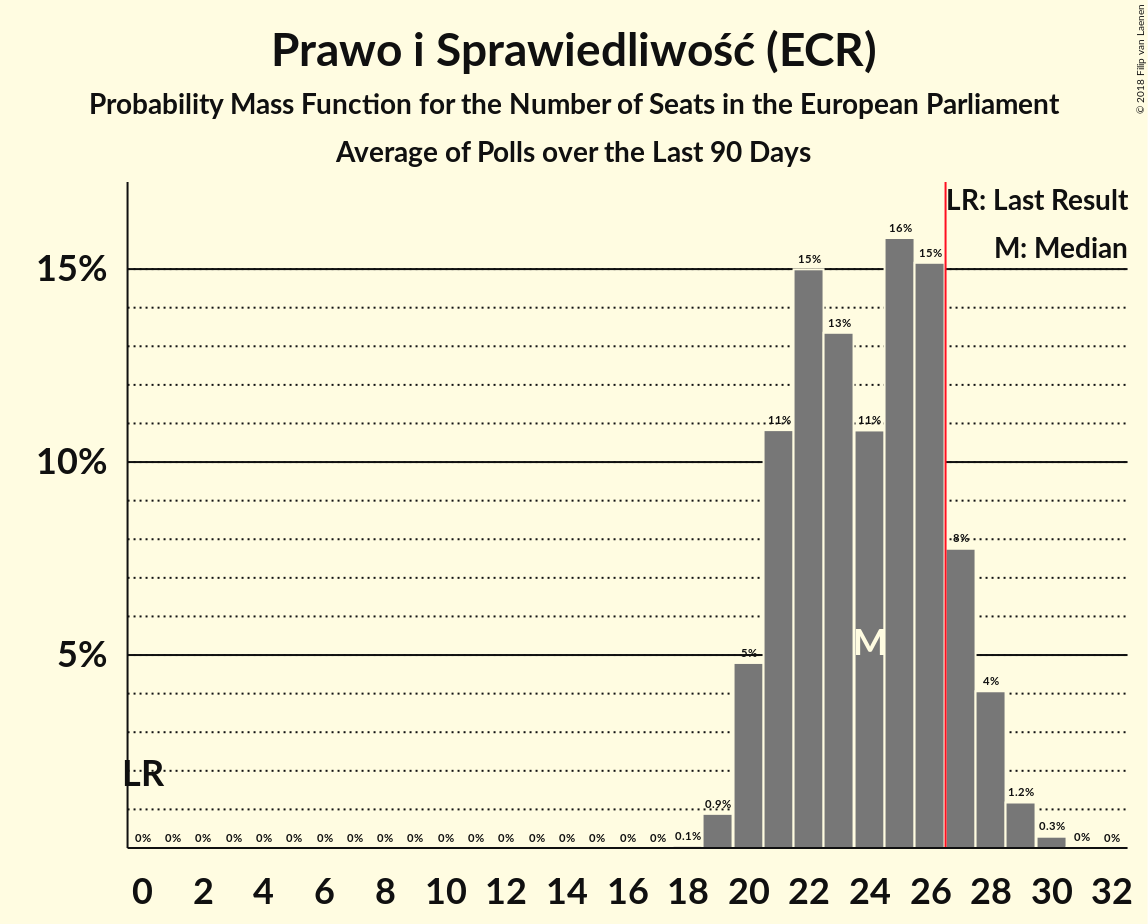 Prawo i Sprawiedliwość (ECR)
Probability Mass Function for the Number of Seats in the European Parliament
Average of Polls over the Last 90 Days
© 2018 Filip van Laenen
LR: Last Result
M: Median
15%
10%
5%
LR
M
0% 0% 0% 0% 0% 0% 0% 0% 0% 0% 0% 0% 0% 0% 0% 0% 0% 0% 0.1% 0.9% 5% 11% 15% 13% 11% 16% 15% 8% 4% 1.2% 0.3% 0% 0%
0 2 4 6 8 10 12 14 16 18 20 22 24 26 28 30 32